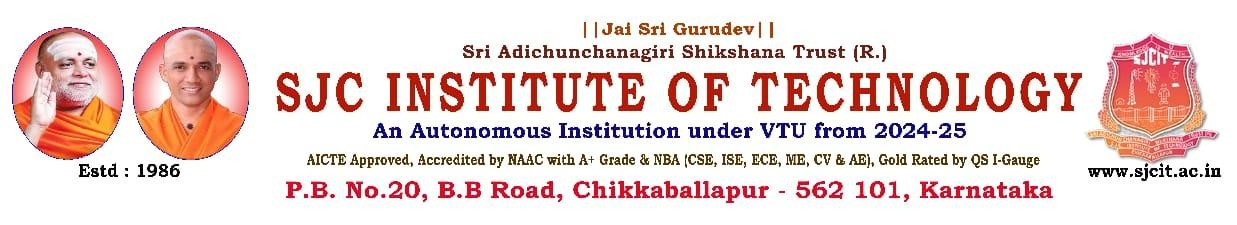 ||Jai Sri Gurudev||
Sri Adichunchanagiri Shikshana Trust (R.)
SJC INSTITUTE OF TECHNOLOGY
An Autonomous Institution under VTU from 2024-25
AICTE Approved, Accredited by NAAC with A+ Grade & NBA (CSE, ISE, ECE, ME, CV & AE), Gold Rated by QS I-Gauge
P.B. No.20, B.B Road, Chikkaballapur - 562 101, Karnataka
Estd : 1986
SJCIT
www.sjcit.ac.in